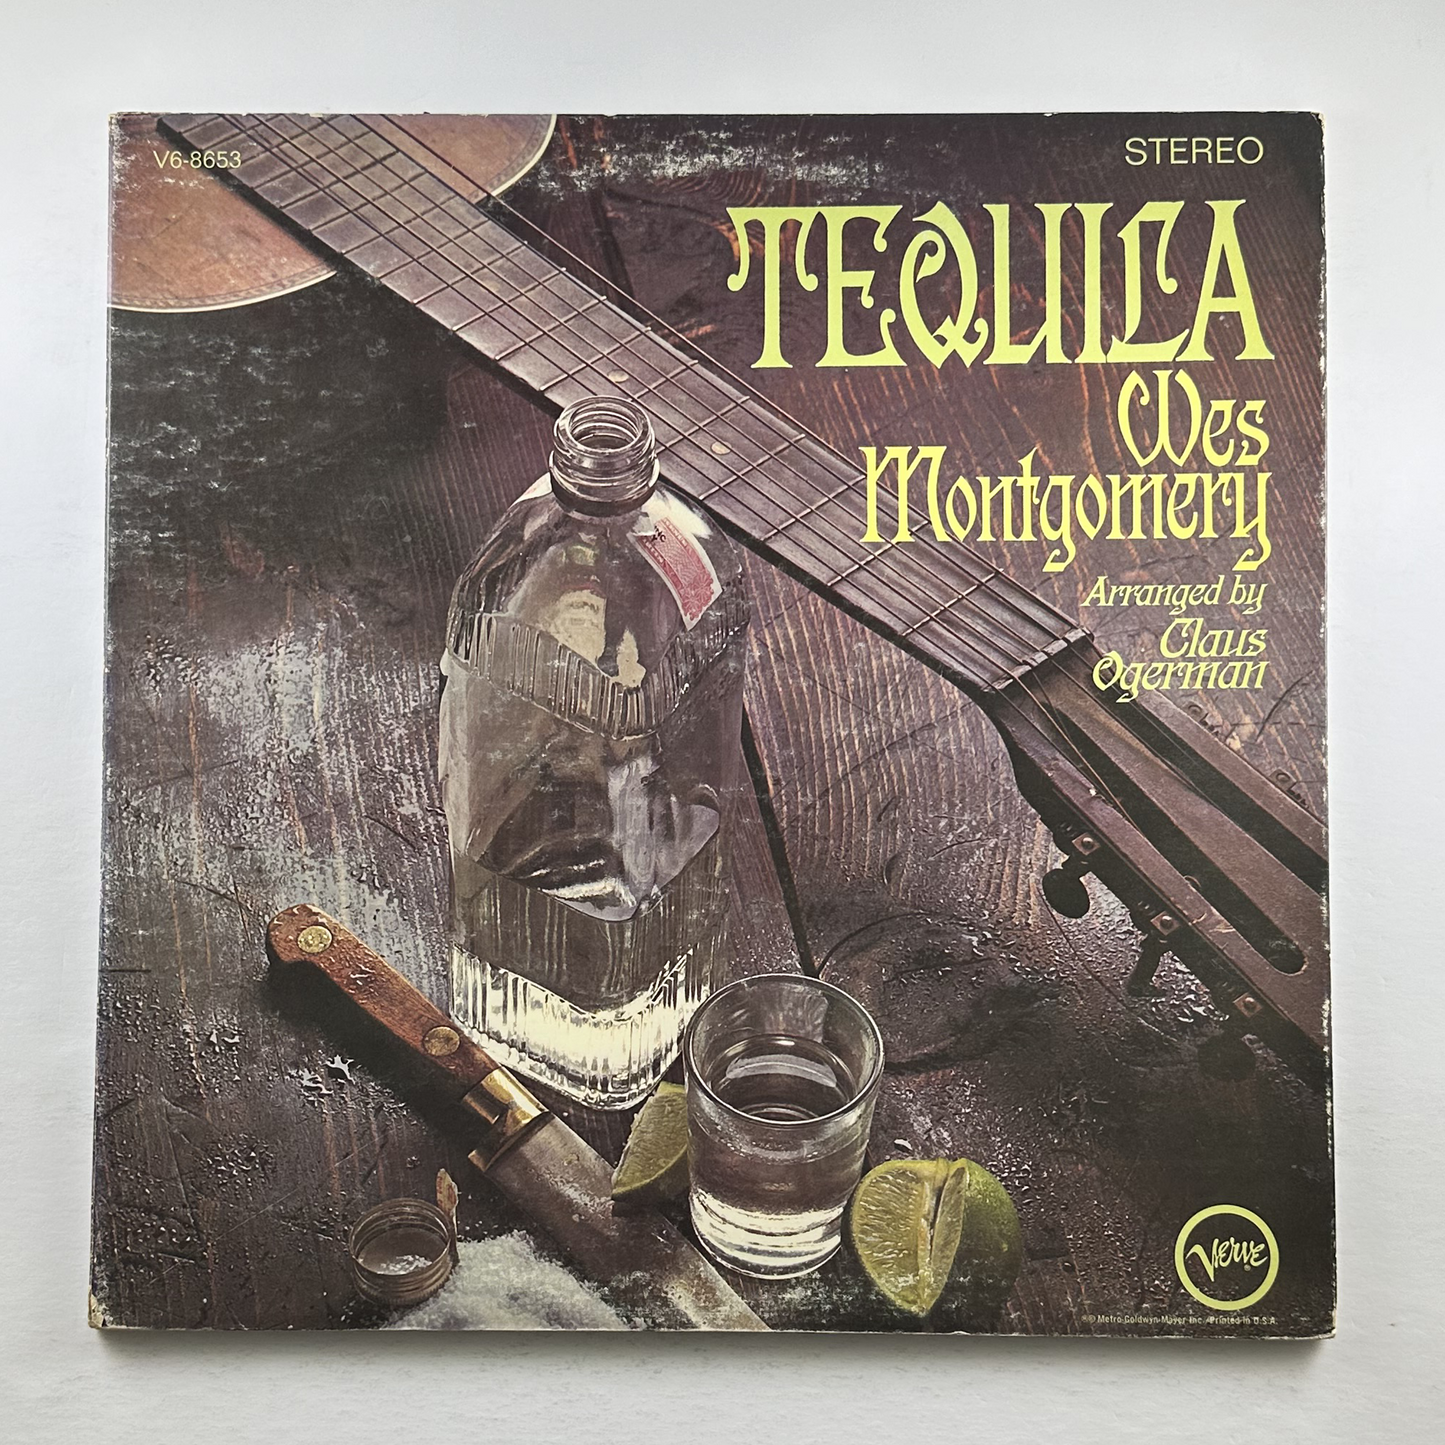 V6-8653
STEREO
TEQUILA
Wes
Montgomery
Arranged by
Claus
Ogerman
VERVE
Metro-Goldwyn-Mayer Inc. Printed in U.S.A.